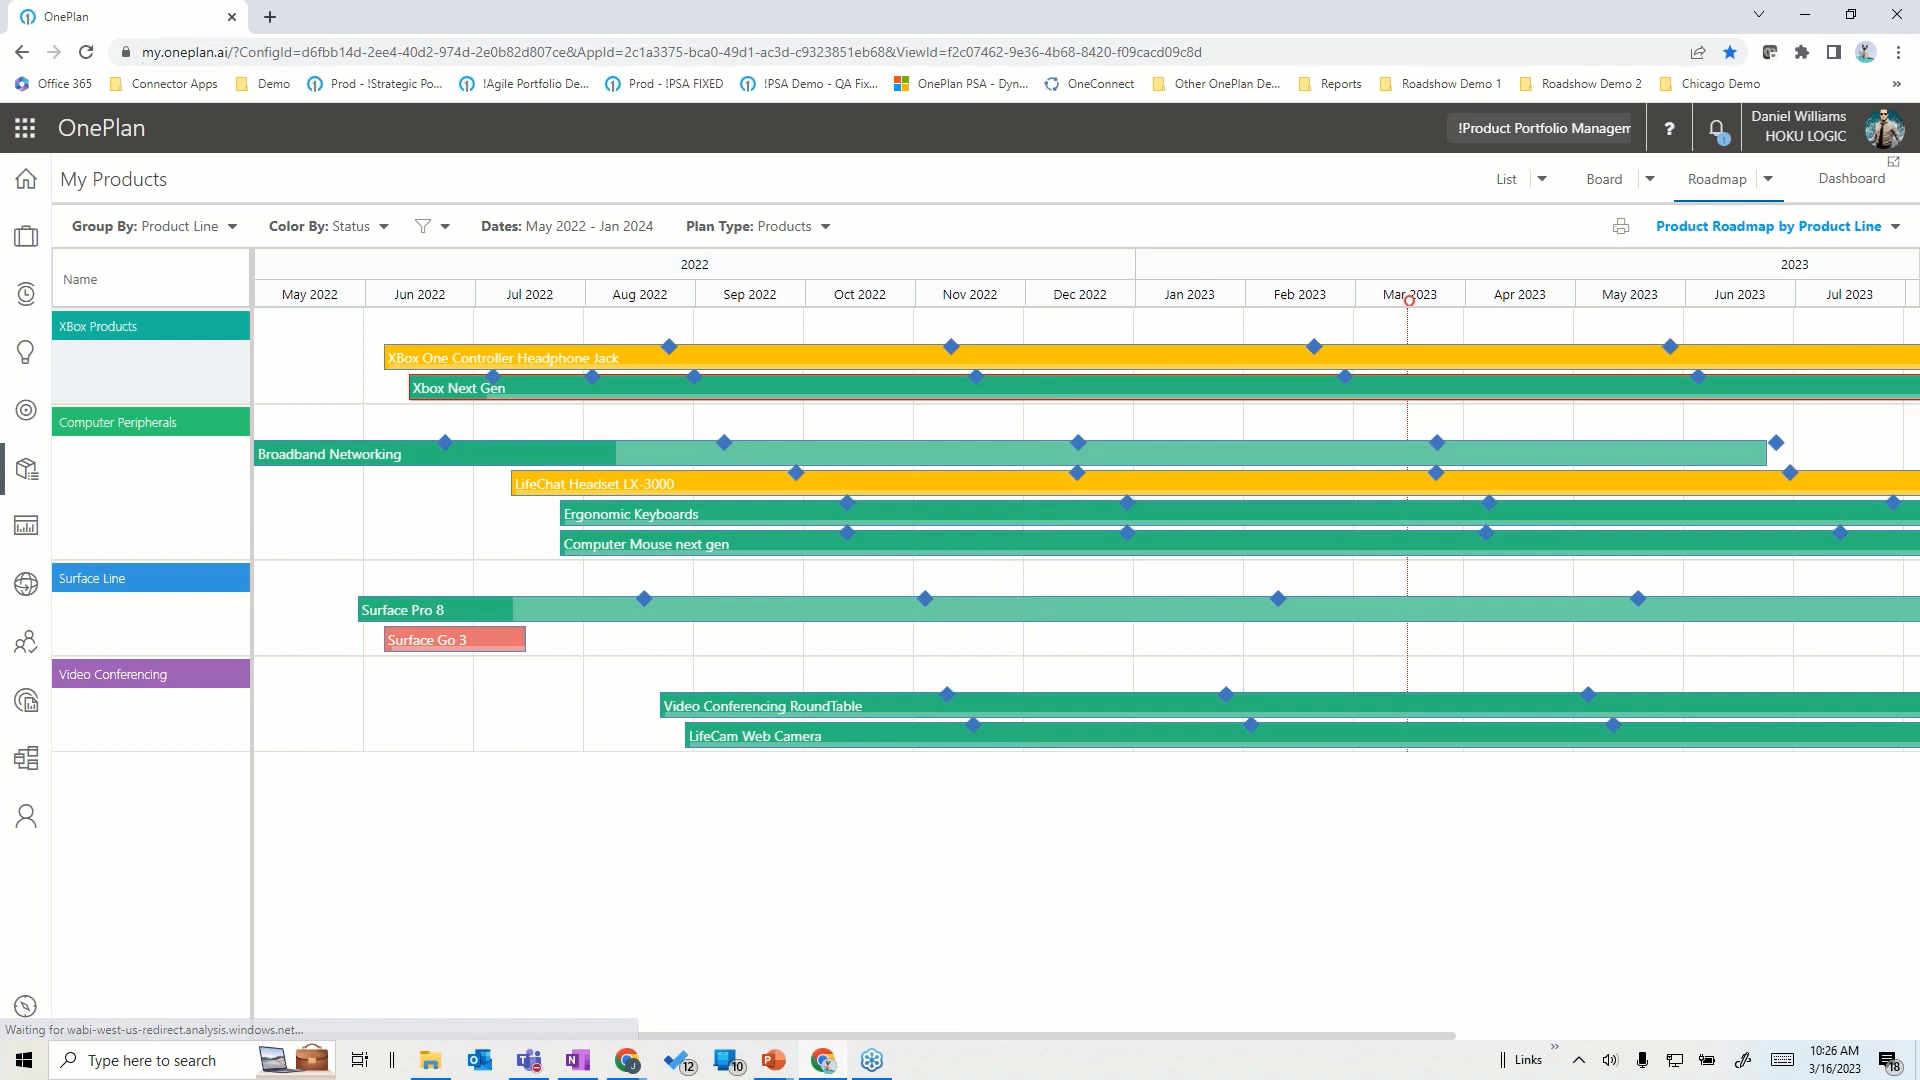 OnePlan
my.oneplan.ai/?ConfigId=d6fbb14d-2ee4-40d2-974d-2e0b82d807ce&AppId=2c1a3375-bca0-49d1-ac3d-c9323851eb68&ViewId=f2c07462-9e36-4b68-8420-f09cacd09c8d
Office 365 Connector Apps Demo Prod - !Strategic Po... !Agile Portfolio De... Prod - !PSA FIXED !PSA Demo - QA Fix... OnePlan PSA - Dyn... OneConnect Other OnePlan De... Reports Roadshow Demo 1 Roadshow Demo 2 Chicago Demo »
OnePlan !Product Portfolio Managem ? 1 Daniel Williams
HOKU LOGIC
My Products List Board Roadmap Dashboard
Group By: Product Line Color By: Status Dates: May 2022 - Jan 2024 Plan Type: Products Product Roadmap by Product Line
Name
2022 2023
May 2022 Jun 2022 Jul 2022 Aug 2022 Sep 2022 Oct 2022 Nov 2022 Dec 2022 Jan 2023 Feb 2023 Mar 2023 Apr 2023 May 2023 Jun 2023 Jul 2023
XBox Products
XBox One Controller Headphone Jack
Xbox Next Gen
Computer Peripherals
Broadband Networking
LifeChat Headset LX-3000
Ergonomic Keyboards
Computer Mouse next gen
Surface Line
Surface Pro 8
Surface Go 3
Video Conferencing
Video Conferencing RoundTable
LifeCam Web Camera
Waiting for wabi-west-us-redirect.analysis.windows.net...
Type here to search 12 10 Links » 10:26 AM
3/16/2023 18